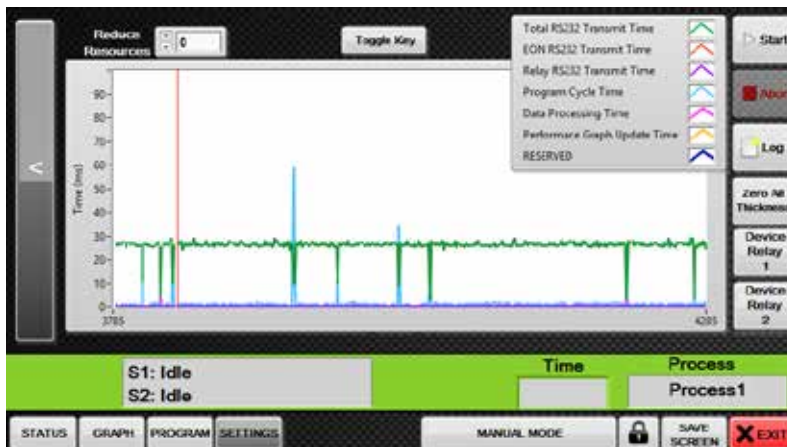 Reduce
Resources
0
Toggle Key
Total RS232 Transmit Time
EON RS232 Transmit Time
Relay RS232 Transmit Time
Program Cycle Time
Data Processing Time
Performace Graph Update Time
RESERVED
Start
Abor
Log
Zero All
Thickness
Device
Relay
1
Device
Relay
2
<
Time (ms)
90
80
70
60
50
40
30
20
10
0
3785
4285
S1: Idle
S2: Idle
Time
Process
Process1
STATUS
GRAPH
PROGRAM
SETTINGS
MANUAL MODE
SAVE
SCREEN
EXIT